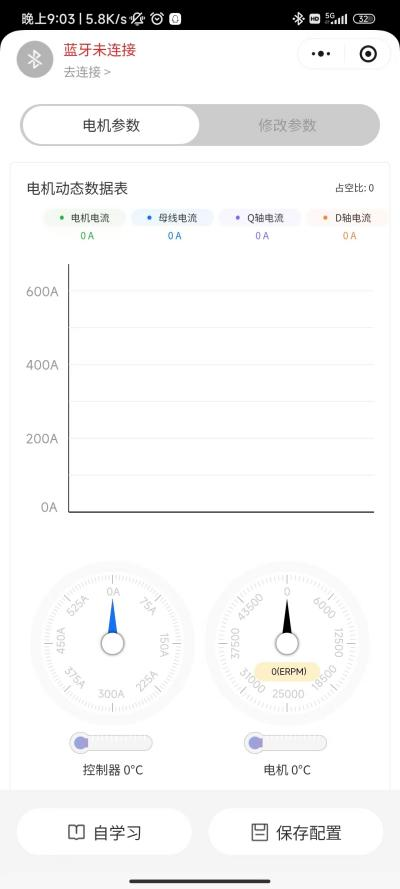 晚上9:03 | 5.8K/s
HD 5G 32
蓝牙未连接
去连接 >
电机参数 修改参数
电机动态数据表 占空比: 0
电机电流 母线电流 Q轴电流 D轴电流
0 A 0 A 0 A 0 A
600A
400A
200A
0A
0A 75A 150A 225A 300A 375A 450A 525A
0 6000 12500 18500 25000 31000 37500 43500
0(ERPM)
控制器 0°C 电机 0°C
自学习 保存配置